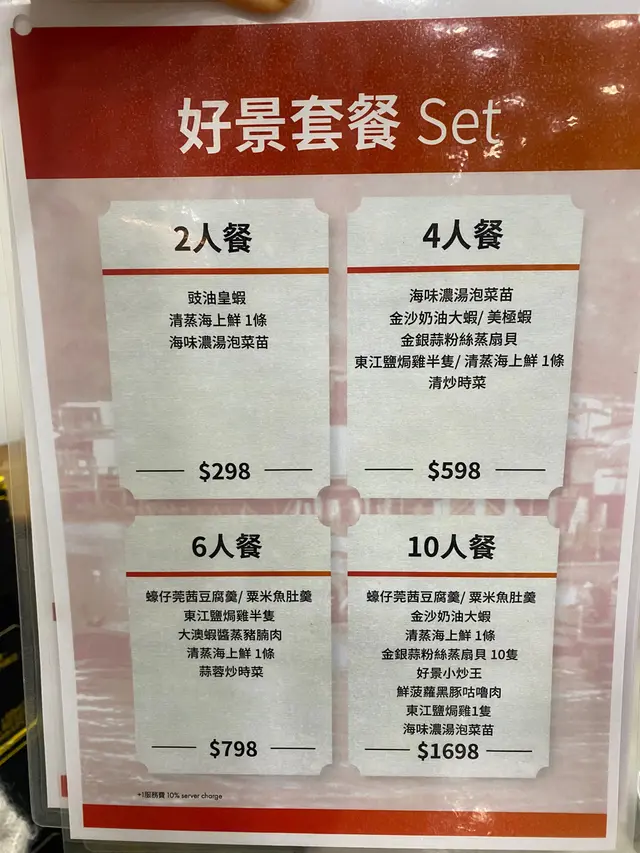 好景套餐 Set
2人餐
豉油皇蝦
清蒸海上鮮 1條
海味濃湯泡菜苗
$298
4人餐
海味濃湯泡菜苗
金沙奶油大蝦/ 美極蝦
金銀蒜粉絲蒸扇貝
東江鹽焗雞半隻/ 清蒸海上鮮 1條
清炒時菜
$598
6人餐
蠔仔芫茜豆腐羹/ 粟米魚肚羹
東江鹽焗雞半隻
大澳蝦醬蒸豬腩肉
清蒸海上鮮 1條
蒜蓉炒時菜
$798
10人餐
蠔仔芫茜豆腐羹/ 粟米魚肚羹
金沙奶油大蝦
清蒸海上鮮 1條
金銀蒜粉絲蒸扇貝 10隻
好景小炒王
鮮菠蘿黑豚咕嚕肉
東江鹽焗雞1隻
海味濃湯泡菜苗
$1698
+1服務費 10% server charge